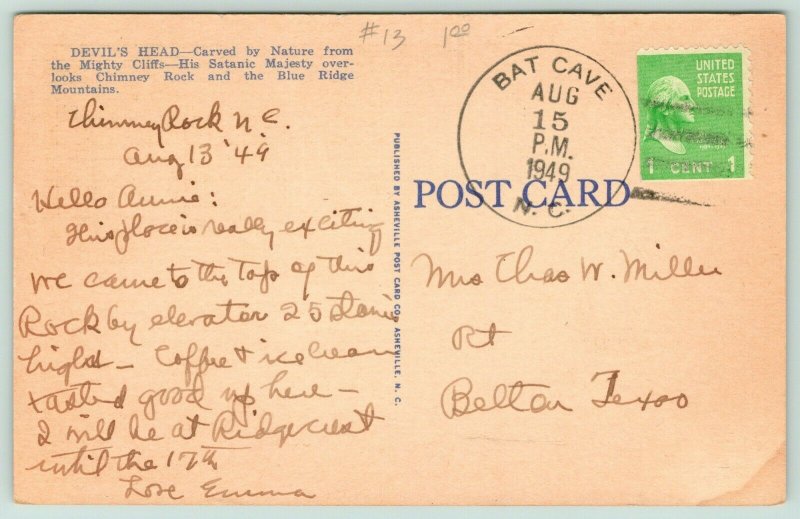 #13 1.00
DEVIL'S HEAD—Carved by Nature from
the Mighty Cliffs—His Satanic Majesty over-
looks Chimney Rock and the Blue Ridge
Mountains.
Chimney Rock N.C.
Aug 13 '49
Hello Annie:
This place is really exciting
We came to the top of this
Rock by elevator 25 stories
hight — Coffee & ice cream
tasted good up here —
I will be at Ridgecrest
until the 17th
Love Emma
PUBLISHED BY ASHEVILLE POST CARD CO., ASHEVILLE, N. C.
BAT CAVE
AUG
15
P.M.
1949
N. C.
UNITED
STATES
POSTAGE
1 CENT 1
POST CARD
Mrs Chas W. Miller
Rt
Belton Texas